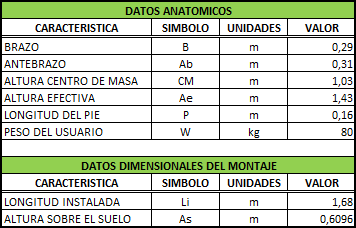 DATOS ANATOMICOS
CARACTERISTICA SIMBOLO UNIDADES VALOR
BRAZO B m 0,29
ANTEBRAZO Ab m 0,31
ALTURA CENTRO DE MASA CM m 1,03
ALTURA EFECTIVA Ae m 1,43
LONGITUD DEL PIE P m 0,16
PESO DEL USUARIO W kg 80
DATOS DIMENSIONALES DEL MONTAJE
CARACTERISTICA SIMBOLO UNIDADES VALOR
LONGITUD INSTALADA Li m 1,68
ALTURA SOBRE EL SUELO As m 0,6096